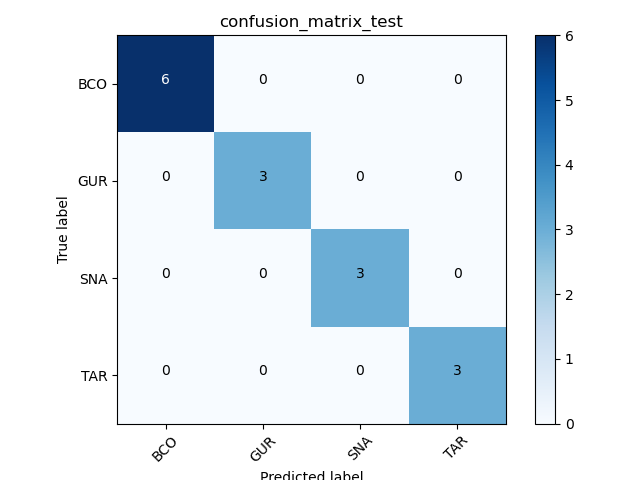 confusion_matrix_test
BCO 6 0 0 0
GUR 0 3 0 0
SNA 0 0 3 0
TAR 0 0 0 3
True label
BCO GUR SNA TAR
Predicted label
6
5
4
3
2
1
0